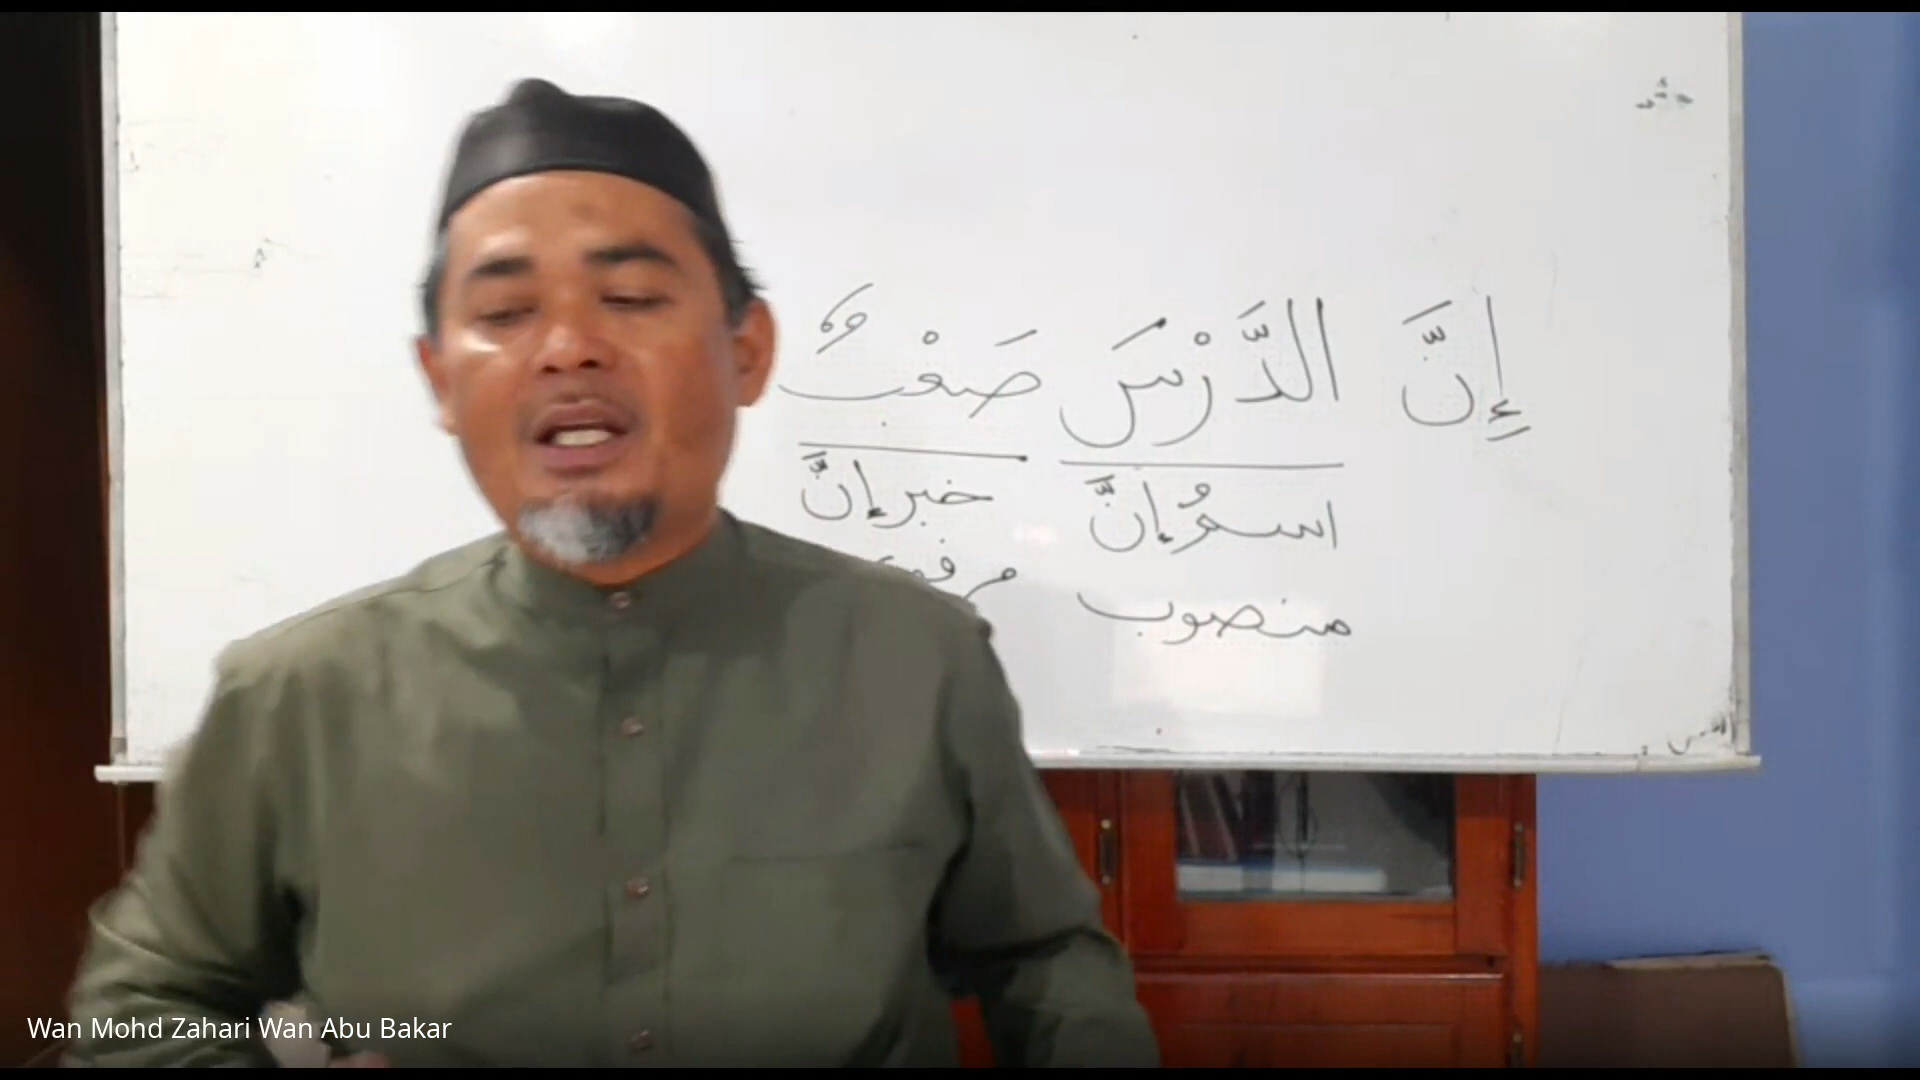 إِنَّ الدَّرْسَ صَعْبٌ
اسمُ إنَّ خبر إنَّ
منصوب
Wan Mohd Zahari Wan Abu Bakar